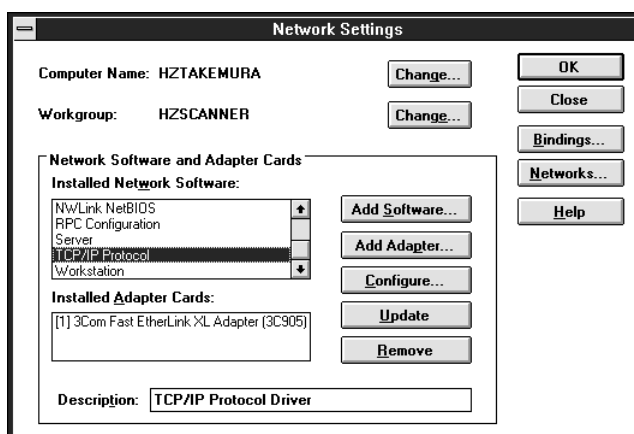 Network Settings
Computer Name: HZTAKEMURA
Change...
OK
Close
Workgroup: HZSCANNER
Change...
Bindings...
Networks...
Help
Network Software and Adapter Cards
Installed Network Software:
NWLink NetBIOS
RPC Configuration
Server
TCP/IP Protocol
Workstation
Add Software...
Add Adapter...
Configure...
Update
Remove
Installed Adapter Cards:
[1] 3Com Fast EtherLink XL Adapter (3C905)
Description: TCP/IP Protocol Driver